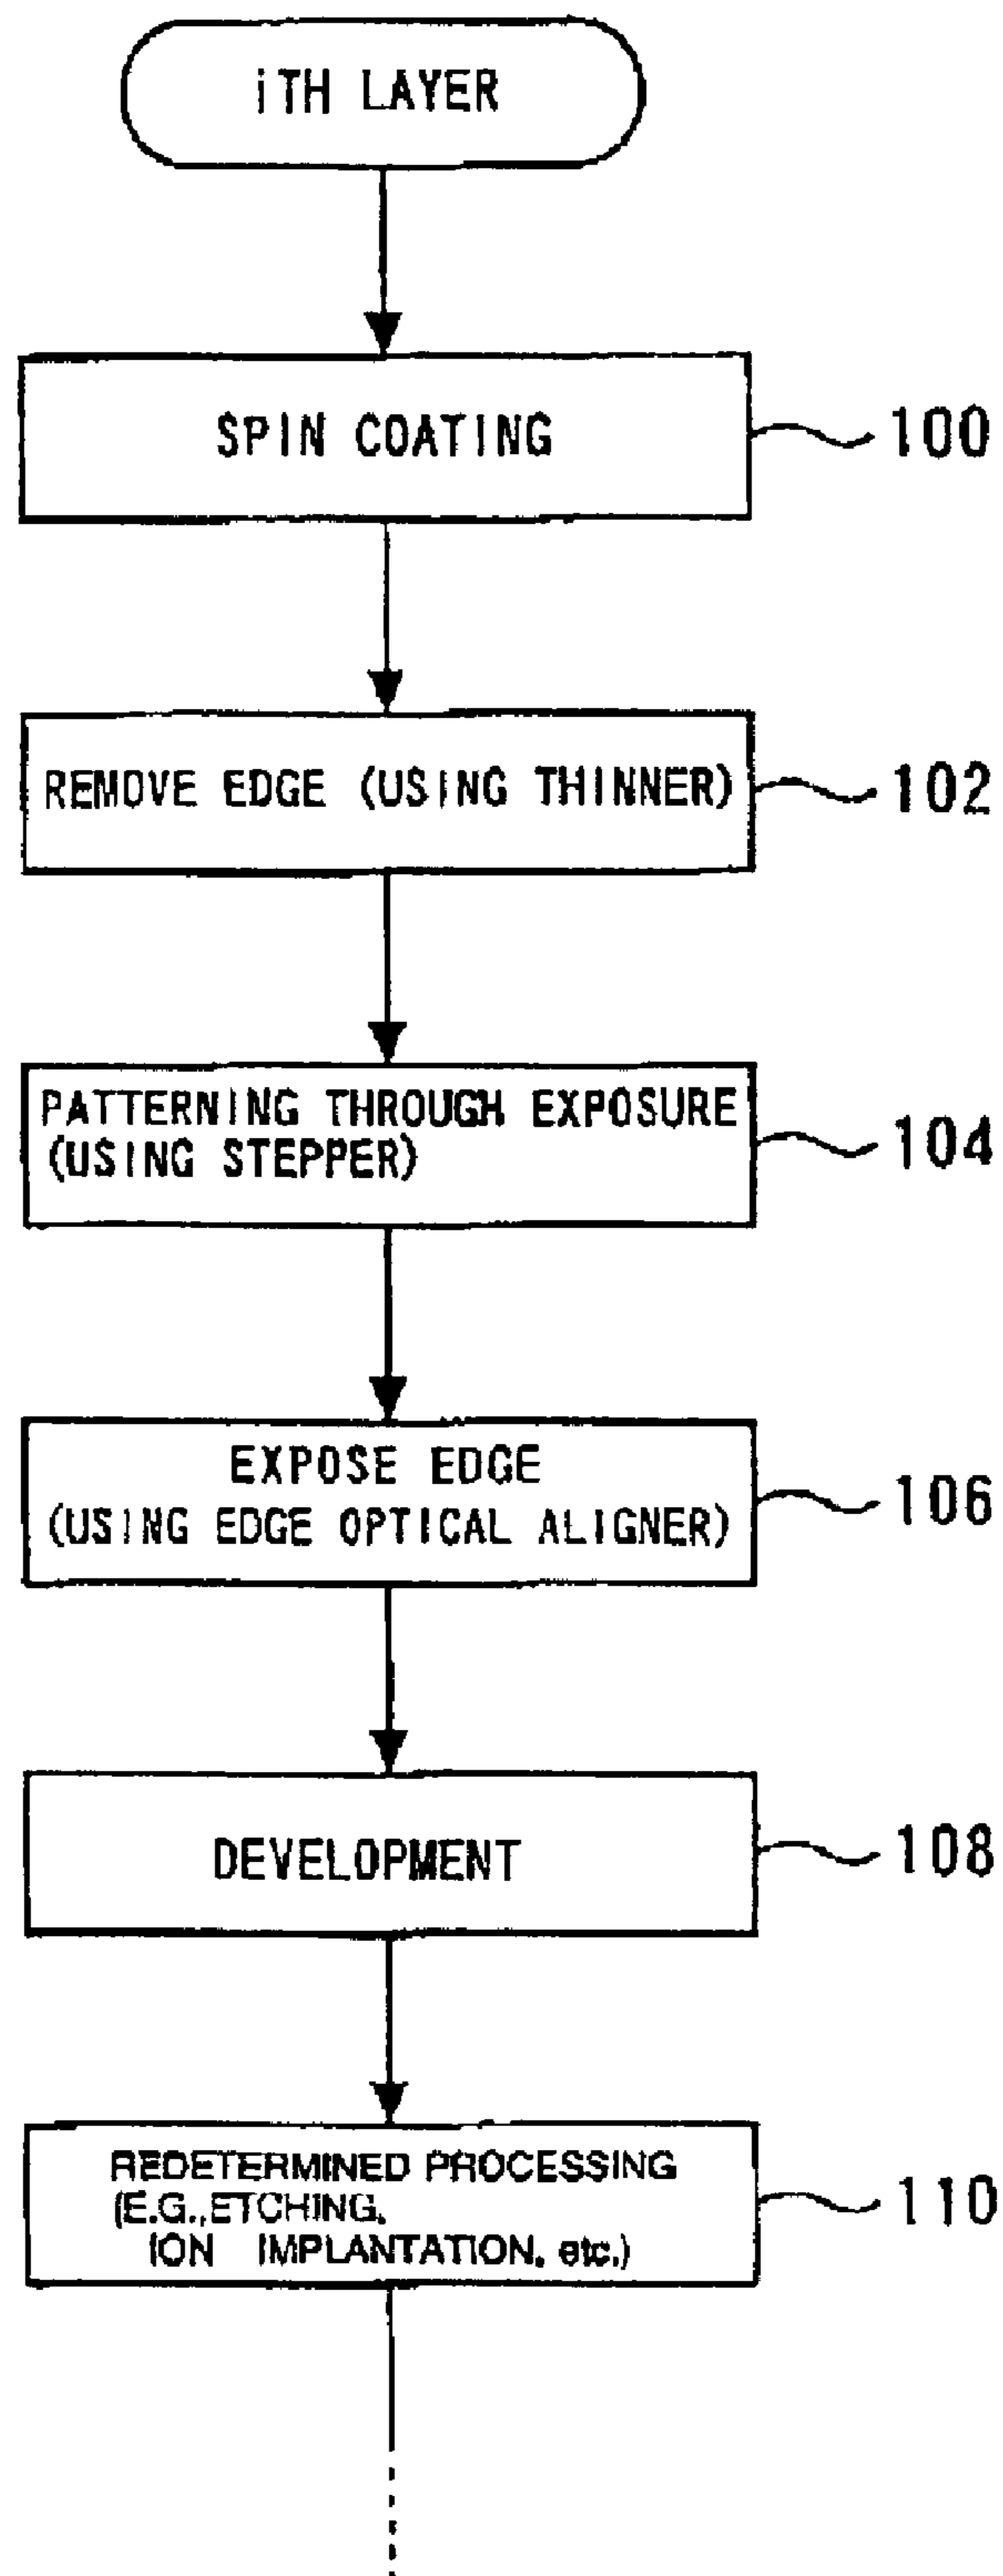 iTH LAYER
SPIN COATING
100
REMOVE EDGE (USING THINNER)
102
PATTERNING THROUGH EXPOSURE
(USING STEPPER)
104
EXPOSE EDGE
(USING EDGE OPTICAL ALIGNER)
106
DEVELOPMENT
108
REDETERMINED PROCESSING
(E.G.,ETCHING,
ION IMPLANTATION, etc.)
110